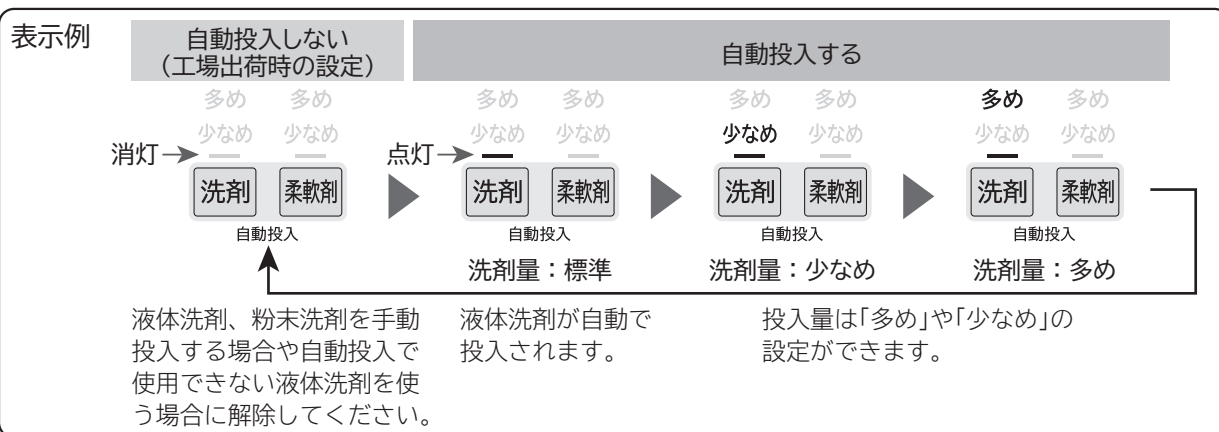 表示例
自動投入しない
（工場出荷時の設定）
自動投入する
多め 多め
少なめ 少なめ
消灯
洗剤 柔軟剤
自動投入
多め 多め
少なめ 少なめ
点灯
洗剤 柔軟剤
自動投入
洗剤量：標準
多め 多め
少なめ 少なめ
洗剤 柔軟剤
自動投入
洗剤量：少なめ
多め 多め
少なめ 少なめ
洗剤 柔軟剤
自動投入
洗剤量：多め
液体洗剤、粉末洗剤を手動
投入する場合や自動投入で
使用できない液体洗剤を使
う場合に解除してください。
液体洗剤が自動で
投入されます。
投入量は「多め」や「少なめ」の
設定ができます。